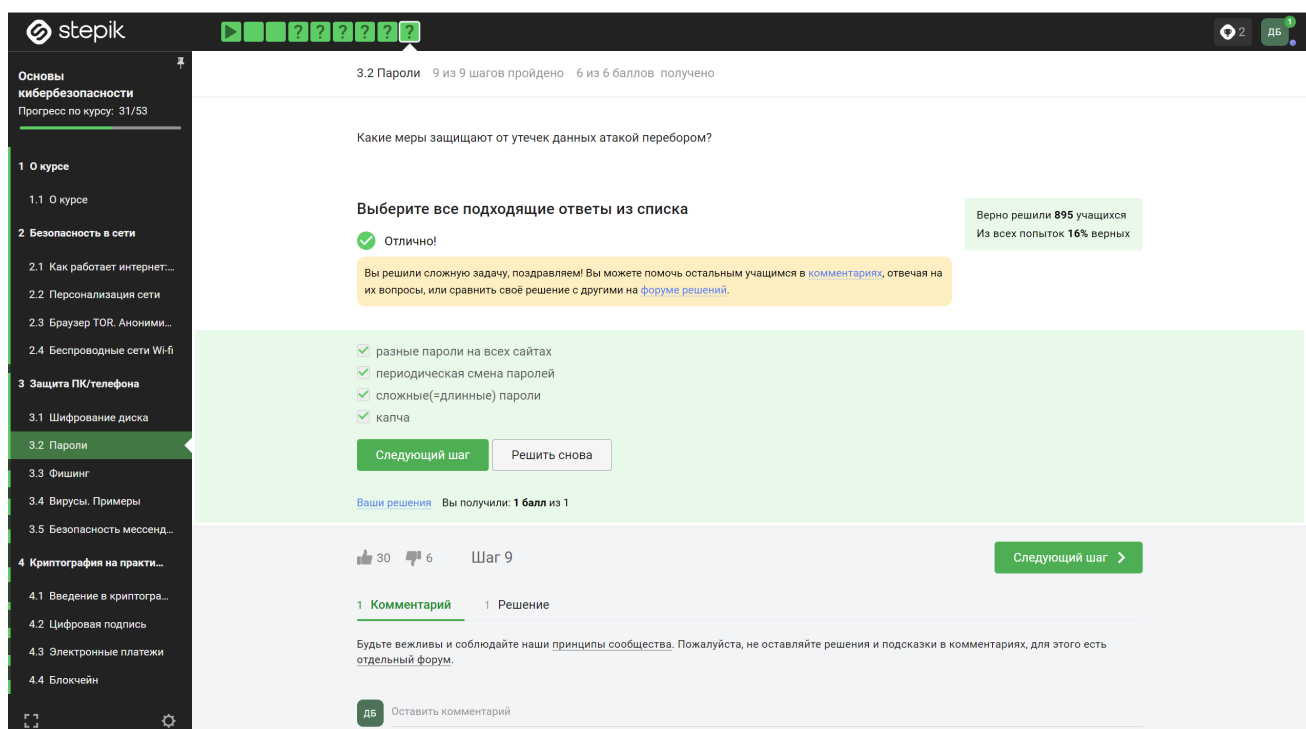 stepik
? ? ? ? ? ?
2
ДБ
1
Основы
кибербезопасности
Прогресс по курсу: 31/53
1 О курсе
1.1 О курсе
2 Безопасность в сети
2.1 Как работает интернет:...
2.2 Персонализация сети
2.3 Браузер TOR. Аноними...
2.4 Беспроводные сети Wi-fi
3 Защита ПК/телефона
3.1 Шифрование диска
3.2 Пароли
3.3 Фишинг
3.4 Вирусы. Примеры
3.5 Безопасность мессенд...
4 Криптография на практи...
4.1 Введение в криптогра...
4.2 Цифровая подпись
4.3 Электронные платежи
4.4 Блокчейн
3.2 Пароли 9 из 9 шагов пройдено 6 из 6 баллов получено
Какие меры защищают от утечек данных атакой перебором?
Выберите все подходящие ответы из списка
Верно решили 895 учащихся
Из всех попыток 16% верных
Отлично!
Вы решили сложную задачу, поздравляем! Вы можете помочь остальным учащимся в комментариях, отвечая на
их вопросы, или сравнить своё решение с другими на форуме решений.
разные пароли на всех сайтах
периодическая смена паролей
сложные(=длинные) пароли
капча
Следующий шаг
Решить снова
Ваши решения Вы получили: 1 балл из 1
30 6 Шаг 9
Следующий шаг
1 Комментарий 1 Решение
Будьте вежливы и соблюдайте наши принципы сообщества. Пожалуйста, не оставляйте решения и подсказки в комментариях, для этого есть
отдельный форум.
ДБ
Оставить комментарий